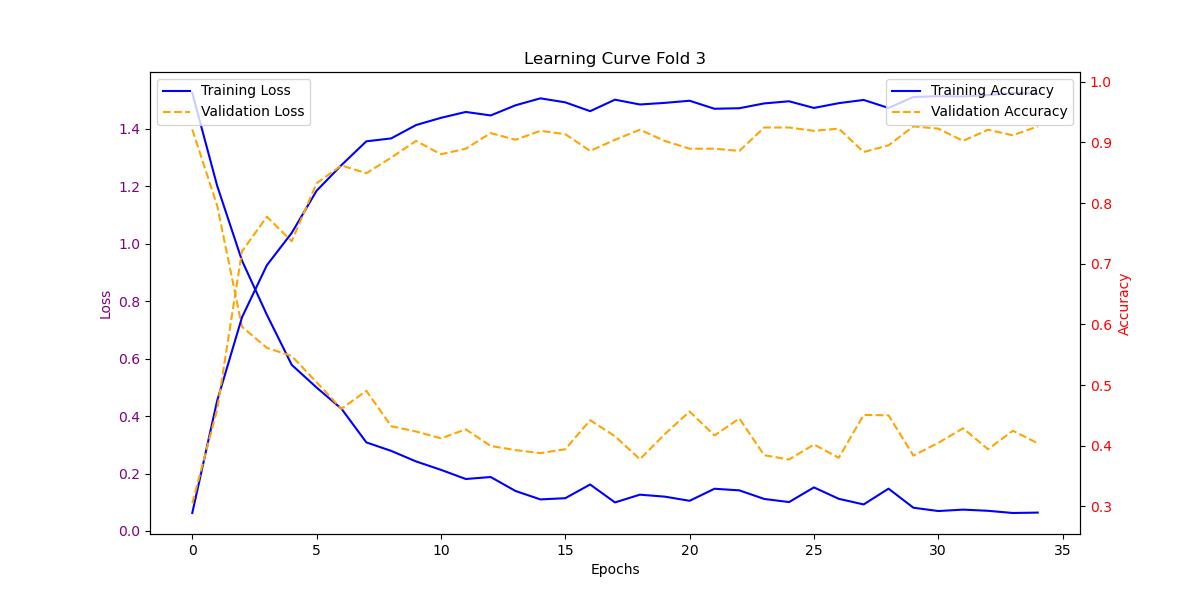 Learning Curve Fold 3
Training Loss
Validation Loss
Training Accuracy
Validation Accuracy
1.4
1.2
1.0
0.8
0.6
0.4
0.2
0.0
Loss
1.0
0.9
0.8
0.7
0.6
0.5
0.4
0.3
Accuracy
0 5 10 15 20 25 30 35
Epochs